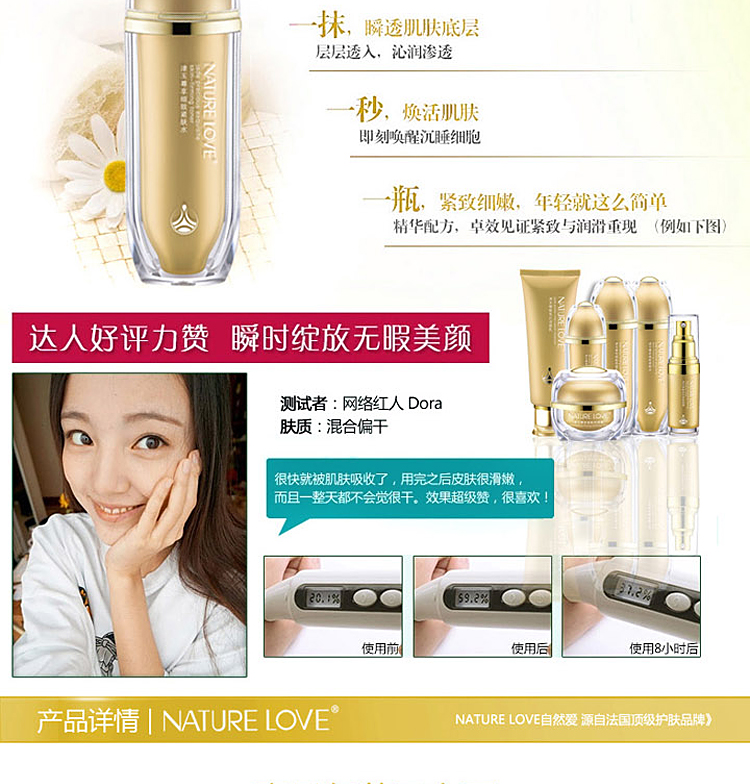 一抹，瞬透肌肤底层
层层透入，沁润渗透
一秒，焕活肌肤
即刻唤醒沉睡细胞
一瓶，紧致细嫩，年轻就这么简单
精华配方，卓效见证紧致与润滑重现 （例如下图）
NATURE LOVE®
达人好评力赞 瞬时绽放无暇美颜
测试者：网络红人 Dora
肤质：混合偏干
NATURE LOVE
NATURE LOVE
NATURE LOVE
很快就被肌肤吸收了，用完之后皮肤很滑嫩，
而且一整天都不会觉很干。效果超级赞，很喜欢！
20.1%
使用前
59.2%
使用后
37.2%
使用8小时后
产品详情 | NATURE LOVE®
NATURE LOVE自然爱 源自法国顶级护肤品牌》